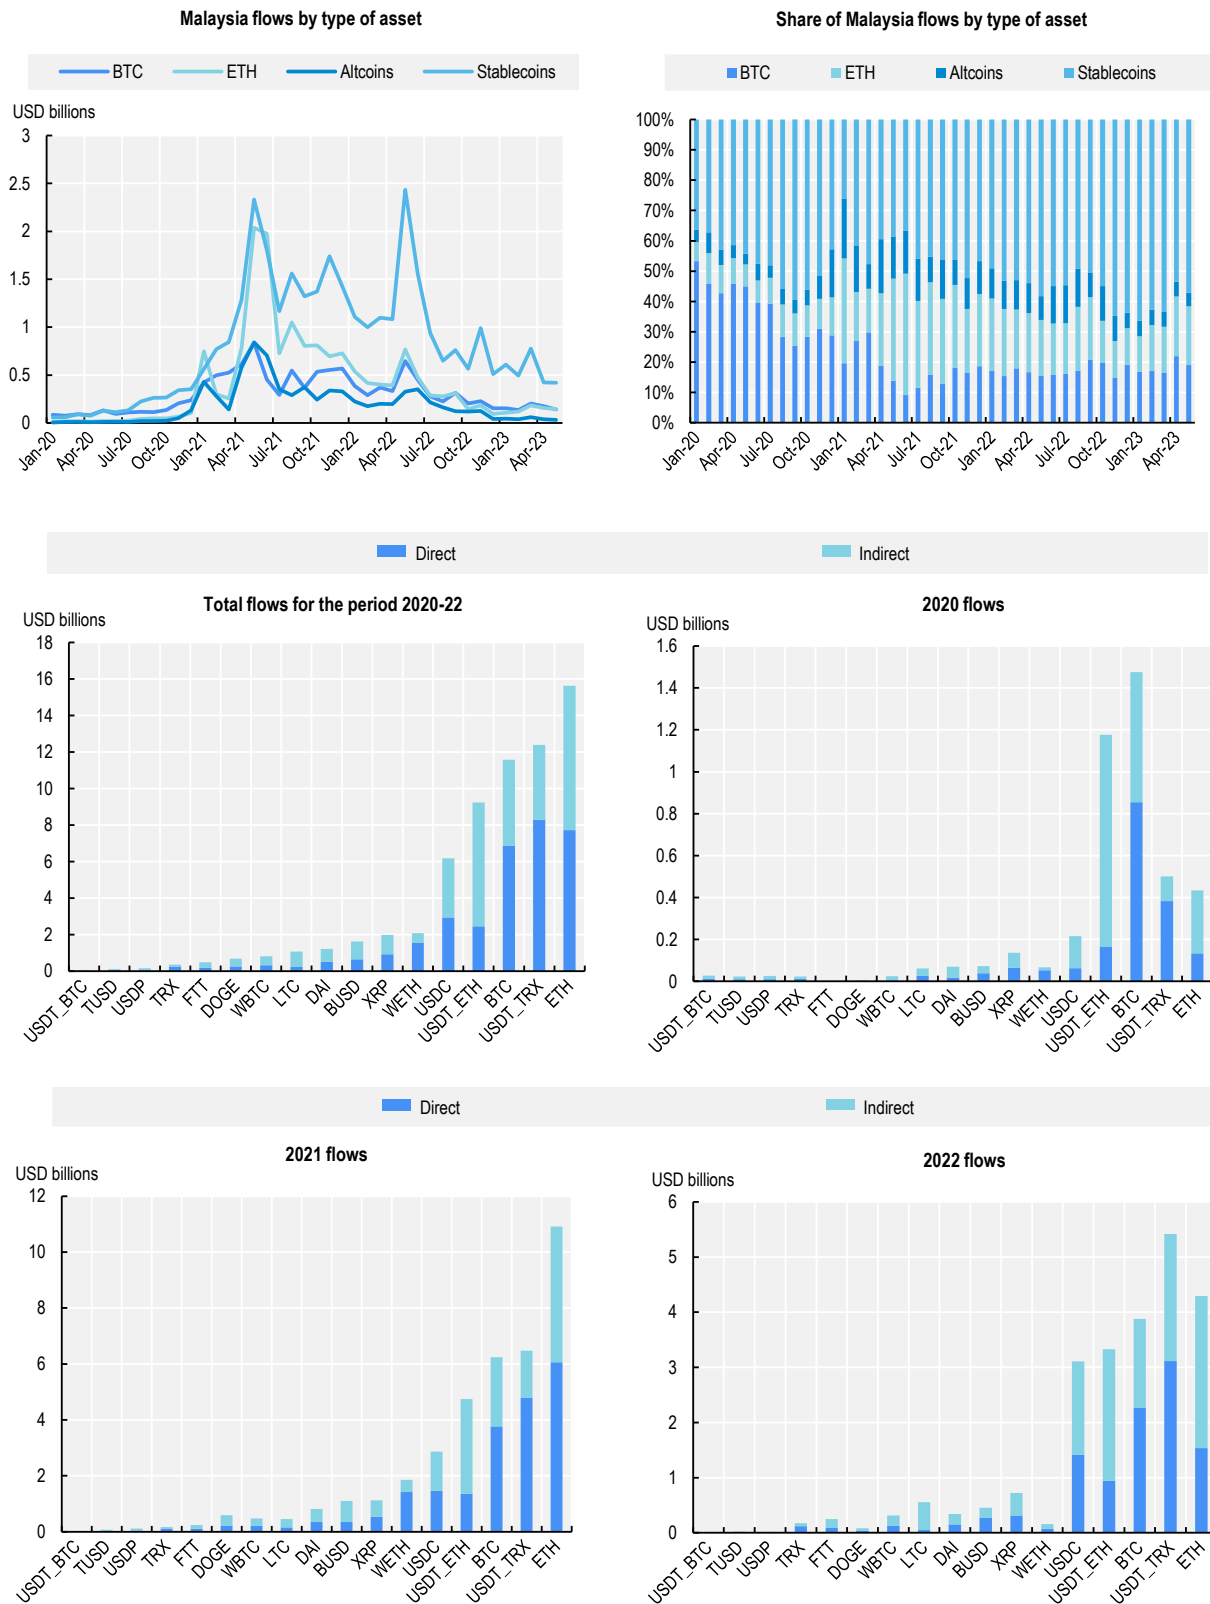 Malaysia flows by type of asset
BTC ETH Altcoins Stablecoins
USD billions
3
2.5
2
1.5
1
0.5
0
Jan-20 Apr-20 Jul-20 Oct-20 Jan-21 Apr-21 Jul-21 Oct-21 Jan-22 Apr-22 Jul-22 Oct-22 Jan-23 Apr-23
Share of Malaysia flows by type of asset
BTC ETH Altcoins Stablecoins
100%
90%
80%
70%
60%
50%
40%
30%
20%
10%
0%
Jan-20 Apr-20 Jul-20 Oct-20 Jan-21 Apr-21 Jul-21 Oct-21 Jan-22 Apr-22 Jul-22 Oct-22 Jan-23 Apr-23
Direct Indirect
Total flows for the period 2020-22
USD billions
18
16
14
12
10
8
6
4
2
0
USDT_BTC TUSD USDP TRX FTT DOGE WBTC LTC DAI BUSD XRP WETH USDC USDT_ETH BTC USDT_TRX ETH
2020 flows
USD billions
1.6
1.4
1.2
1
0.8
0.6
0.4
0.2
0
USDT_BTC TUSD USDP TRX FTT DOGE WBTC LTC DAI BUSD XRP WETH USDC USDT_ETH BTC USDT_TRX ETH
Direct Indirect
2021 flows
USD billions
12
10
8
6
4
2
0
USDT_BTC TUSD USDP TRX FTT DOGE WBTC LTC DAI BUSD XRP WETH USDC USDT_ETH BTC USDT_TRX ETH
2022 flows
USD billions
6
5
4
3
2
1
0
USDT_BTC TUSD USDP TRX FTT DOGE WBTC LTC DAI BUSD XRP WETH USDC USDT_ETH BTC USDT_TRX ETH